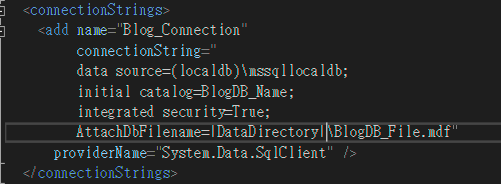 <connectionStrings>
<add name="Blog_Connection"
connectionString="
data source=(localdb)\mssqllocaldb;
initial catalog=BlogDB_Name;
integrated security=True;
AttachDbFilename=|DataDirectory|\BlogDB_File.mdf"
providerName="System.Data.SqlClient" />
</connectionStrings>